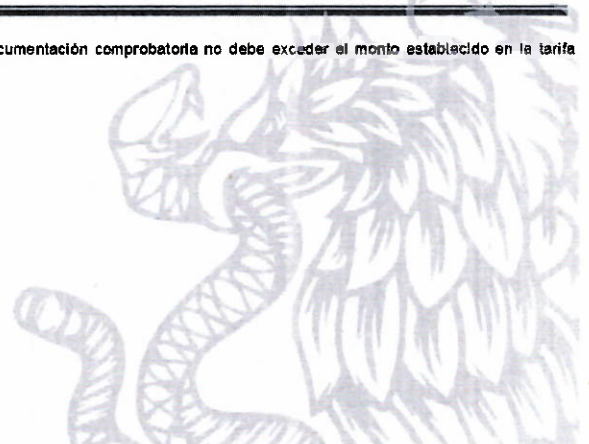 cumentación comprobatoria no debe exceder el monto establecido en la tarifa